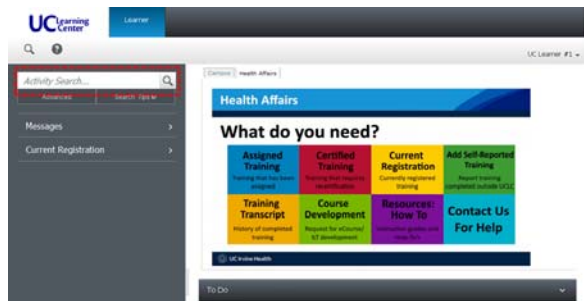 UC Learning
Center
Learner
UC Learner #1
Activity Search...
Advanced
Search Tips
Messages
Current Registration
Campus
Health Affairs
Health Affairs
What do you need?
Assigned
Training
Training that has been
assigned
Certified
Training
Training that requires
recertification
Current
Registration
Currently registered
training
Add Self-Reported
Training
Report training
completed outside UCLC
Training
Transcript
History of completed
training
Course
Development
Request for eCourse/
ILT development
Resources:
How To
Instructive guides and
Contact Us
For Help
UC Irvine Health
To Do